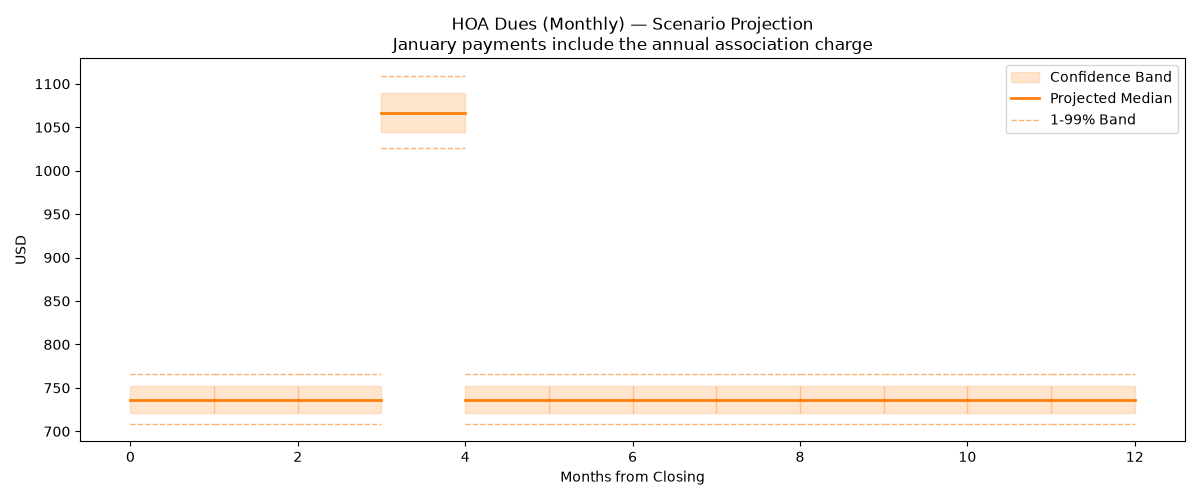 HOA Dues (Monthly) — Scenario Projection
January payments include the annual association charge
Confidence Band
Projected Median
1-99% Band
USD
1100
1050
1000
950
900
850
800
750
700
0 2 4 6 8 10 12
Months from Closing